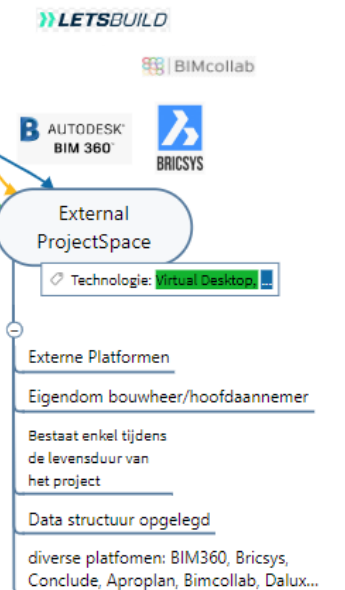 LETSBUILD
BIMcollab
AUTODESK®
BIM 360™
BRICSYS
External
ProjectSpace
Technologie: Virtual Desktop, ...
Externe Platformen
Eigendom bouwheer/hoofdaannemer
Bestaat enkel tijdens
de levensduur van
het project
Data structuur opgelegd
diverse platfomen: BIM360, Bricsys,
Conclude, Aproplan, Bimcollab, Dalux...